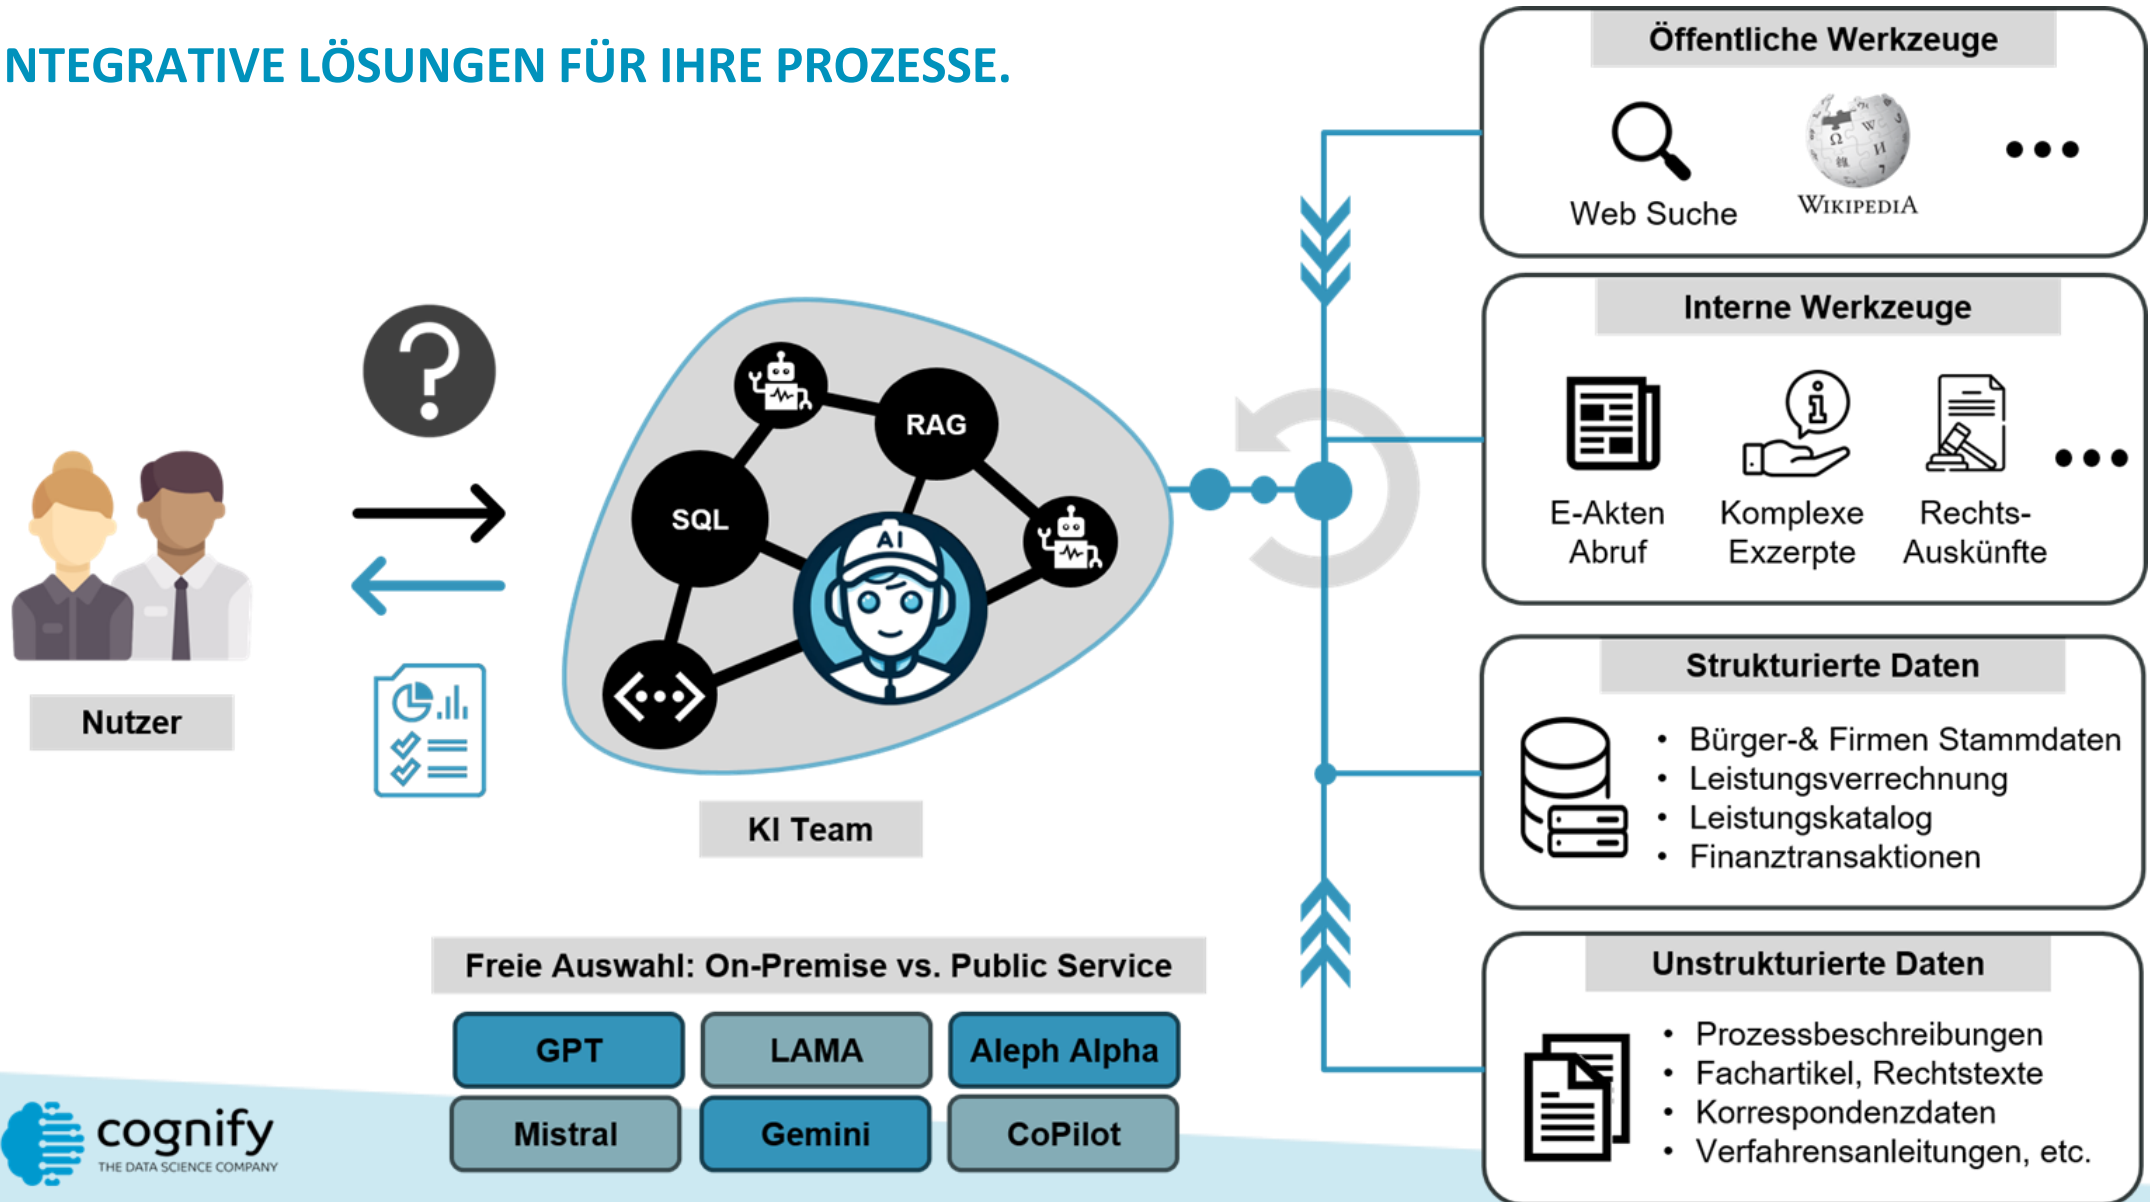 NTEGRATIVE LÖSUNGEN FÜR IHRE PROZESSE.
Öffentliche Werkzeuge
Web Suche
WIKIPEDIA
Interne Werkzeuge
E-Akten
Abruf
Komplexe
Exzerpte
Rechts-
Auskünfte
RAG
SQL
AI
Nutzer
KI Team
Strukturierte Daten
• Bürger-& Firmen Stammdaten
• Leistungsverrechnung
• Leistungskatalog
• Finanztransaktionen
Freie Auswahl: On-Premise vs. Public Service
GPT
LAMA
Aleph Alpha
Mistral
Gemini
CoPilot
Unstrukturierte Daten
• Prozessbeschreibungen
• Fachartikel, Rechtstexte
• Korrespondenzdaten
• Verfahrensanleitungen, etc.
cognify
THE DATA SCIENCE COMPANY